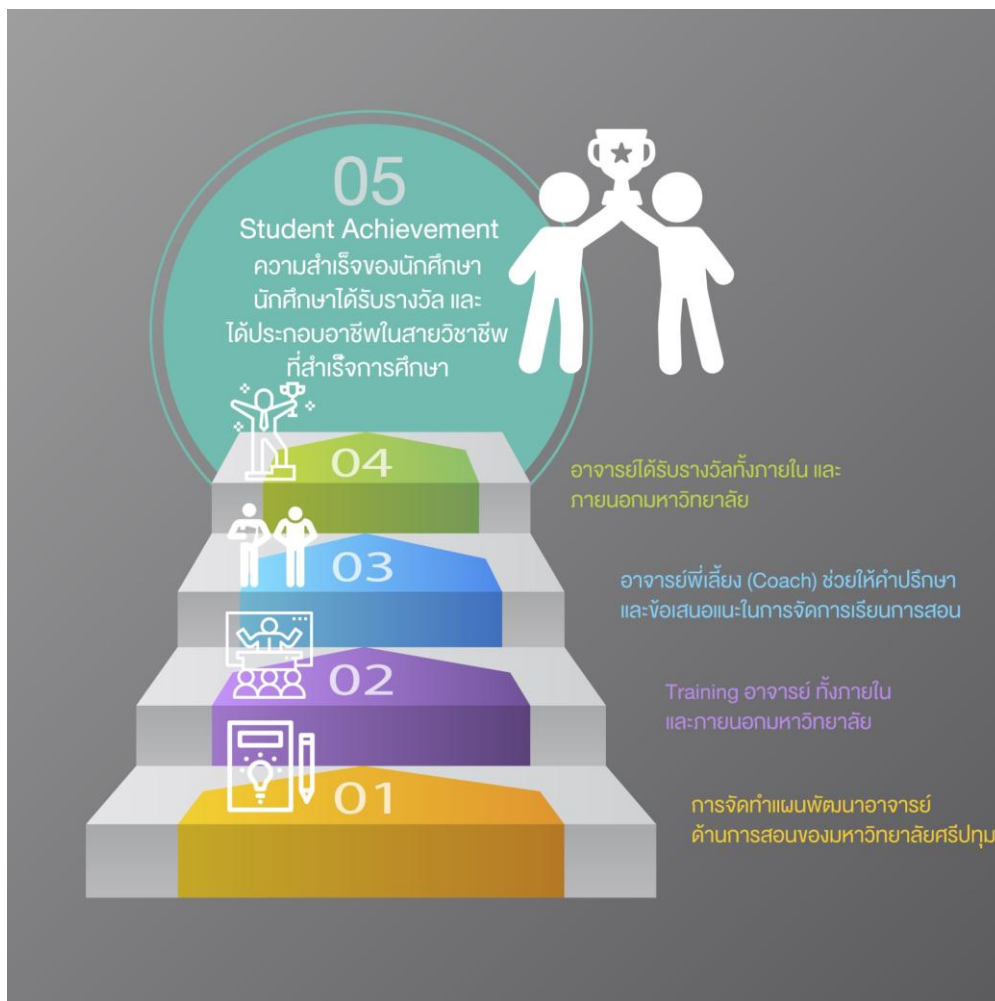 05
Student Achievement
ความสำเร็จของนักศึกษา
นักศึกษาได้รับรางวัล และ
ได้ประกอบอาชีพในสายวิชาชีพ
ที่สำเร็จการศึกษา
04
อาจารย์ได้รับรางวัลทั้งภายใน และ
ภายนอกมหาวิทยาลัย
03
อาจารย์พี่เลี้ยง (Coach) ช่วยให้คำปรึกษา
และข้อเสนอแนะในการจัดการเรียนการสอน
02
Training อาจารย์ ทั้งภายใน
และภายนอกมหาวิทยาลัย
01
การจัดทำแผนพัฒนาอาจารย์
ด้านการสอนของมหาวิทยาลัยศรีปทุม